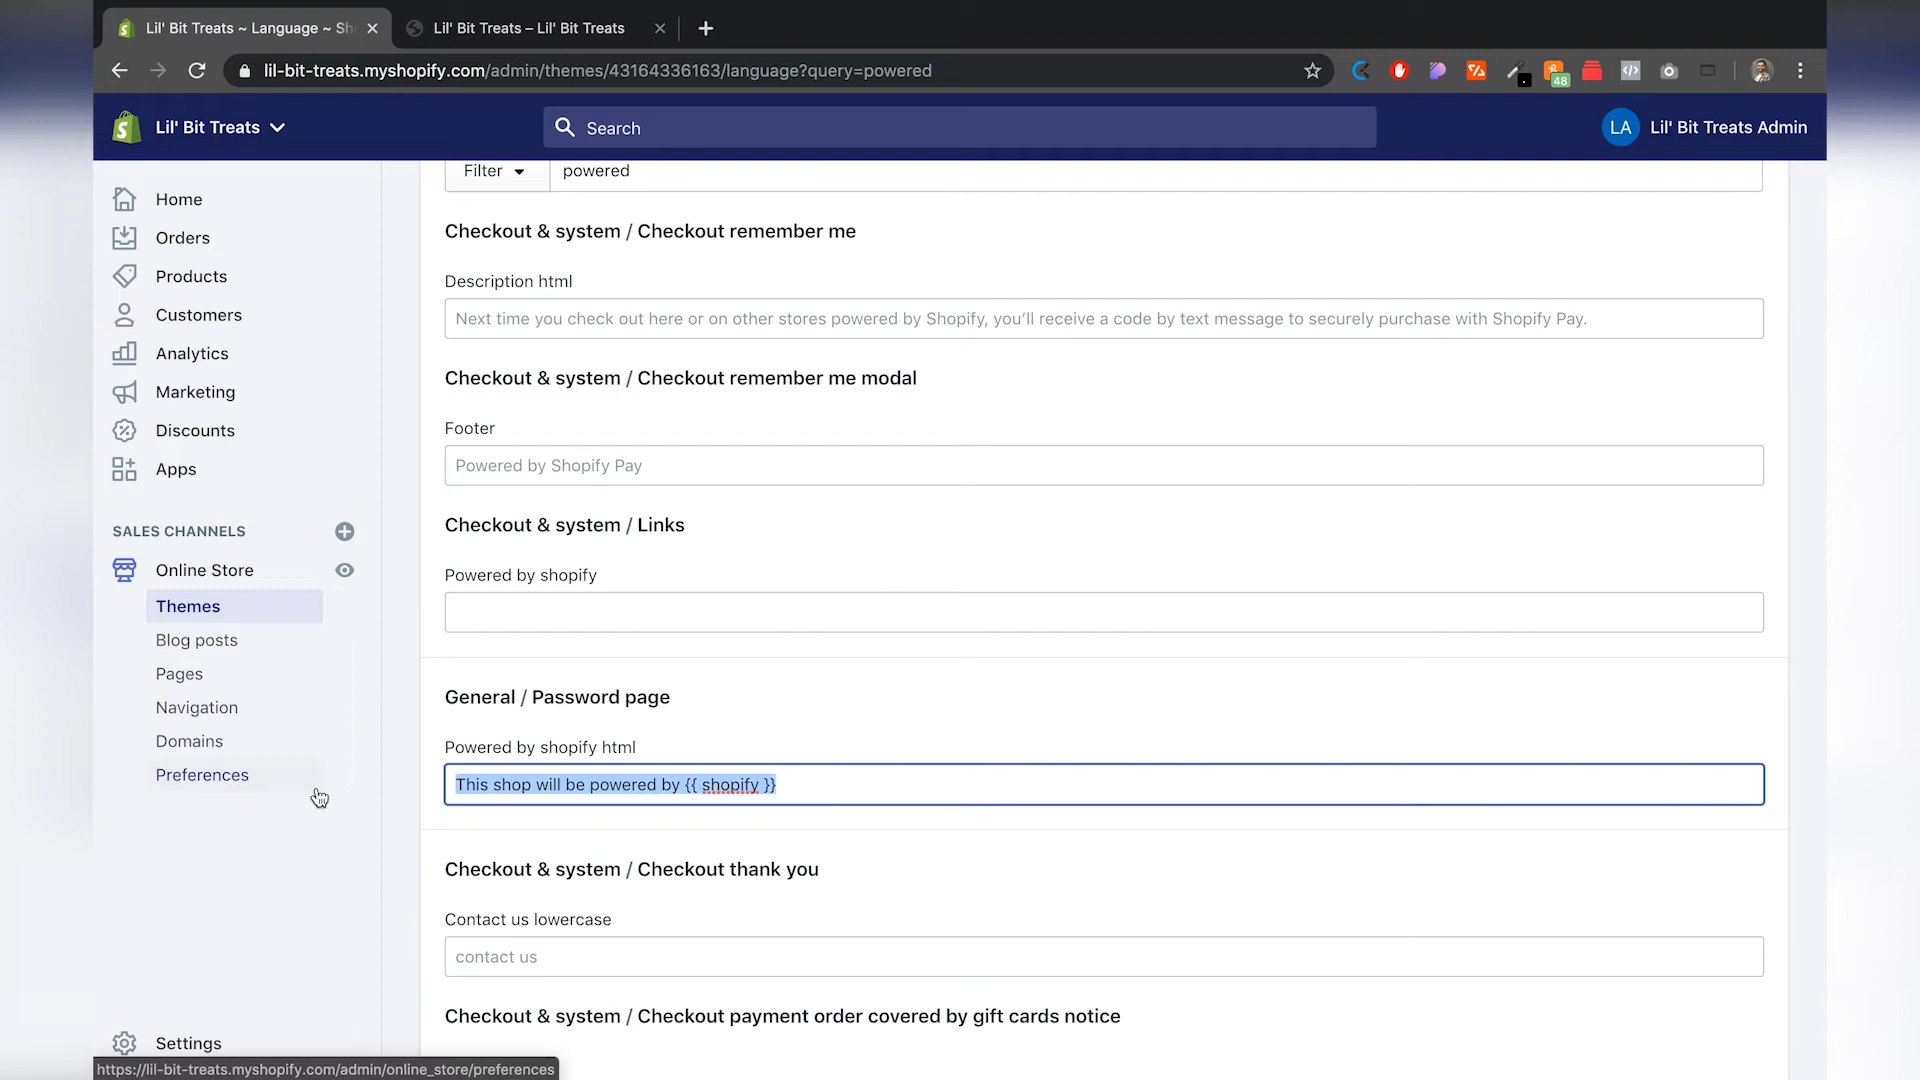 Lil' Bit Treats ~ Language ~ Sh
Lil' Bit Treats – Lil' Bit Treats
lil-bit-treats.myshopify.com/admin/themes/43164336163/language?query=powered
48
Lil' Bit Treats
Search
LA
Lil' Bit Treats Admin
Home
Orders
Products
Customers
Analytics
Marketing
Discounts
Apps
SALES CHANNELS
Online Store
Themes
Blog posts
Pages
Navigation
Domains
Preferences
Settings
Filter
powered
Checkout & system / Checkout remember me
Description html
Next time you check out here or on other stores powered by Shopify, you’ll receive a code by text message to securely purchase with Shopify Pay.
Checkout & system / Checkout remember me modal
Footer
Powered by Shopify Pay
Checkout & system / Links
Powered by shopify
General / Password page
Powered by shopify html
This shop will be powered by {{ shopify }}
Checkout & system / Checkout thank you
Contact us lowercase
contact us
Checkout & system / Checkout payment order covered by gift cards notice
https://lil-bit-treats.myshopify.com/admin/online_store/preferences